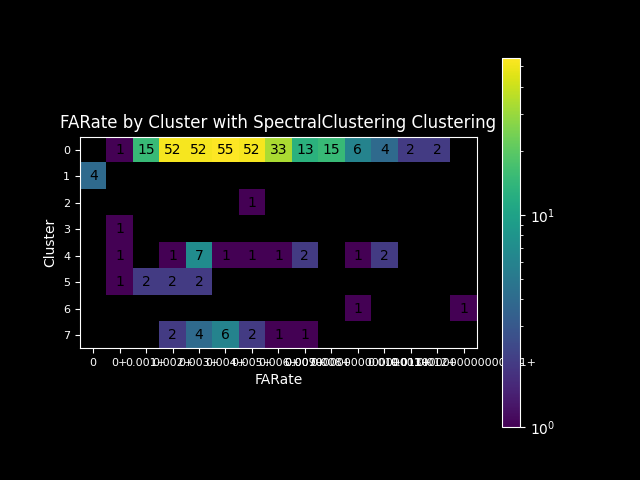 FARate by Cluster with SpectralClustering Clustering
0 1 15 52 52 55 52 33 13 15 6 4 2 2
1 4
2 1
3 1
4 1 1 7 1 1 1 2 1 2
5 1 2 2 2
6 1 1
7 2 4 6 2 1 1
0 0+
FARate
Cluster
10¹
10⁰